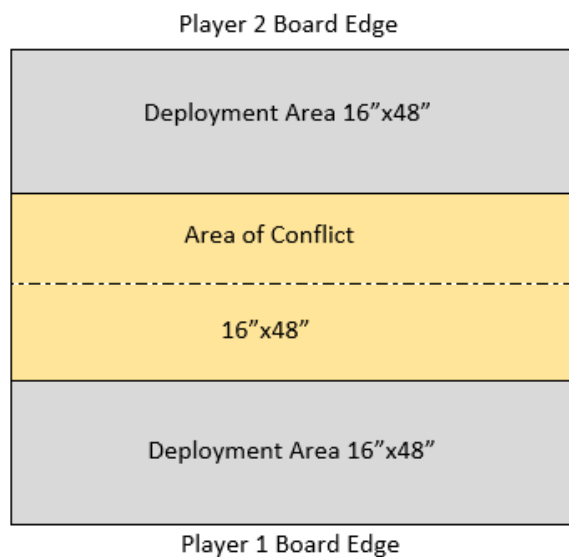 Player 2 Board Edge
Deployment Area 16”x48”
Area of Conflict
16”x48”
Deployment Area 16”x48”
Player 1 Board Edge